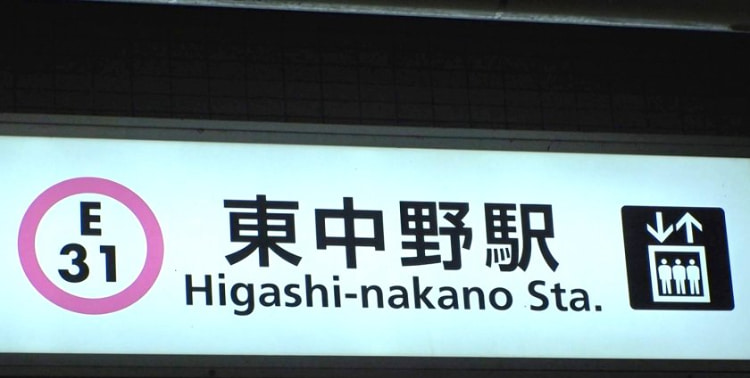 E
31
東中野駅
Higashi-nakano Sta.